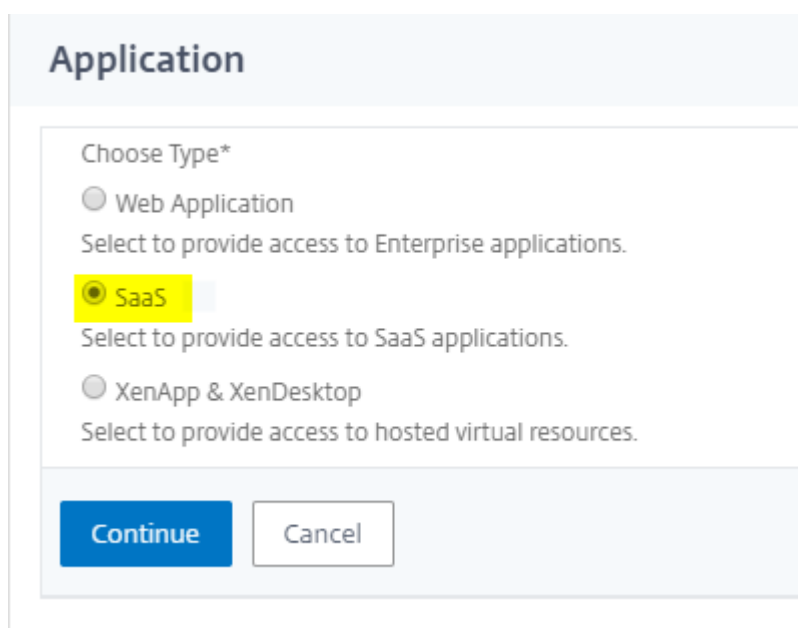 Application
Choose Type*
Web Application
Select to provide access to Enterprise applications.
SaaS
Select to provide access to SaaS applications.
XenApp & XenDesktop
Select to provide access to hosted virtual resources.
Continue
Cancel